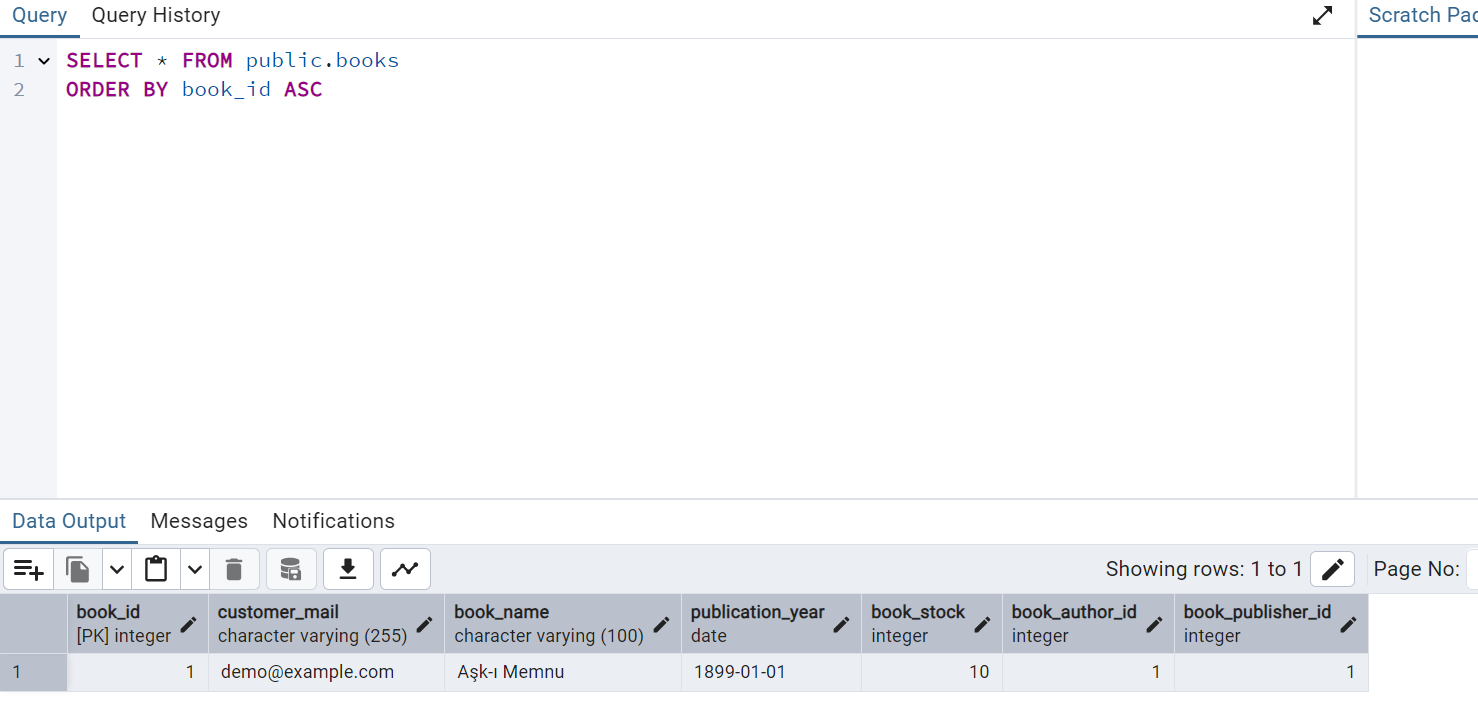 Query Query History
Scratch Pad
1 SELECT * FROM public.books
2 ORDER BY book_id ASC
Data Output Messages Notifications
Showing rows: 1 to 1 Page No:
book_id customer_mail book_name publication_year book_stock book_author_id book_publisher_id
[PK] integer character varying (255) character varying (100) date integer integer integer
1 1 demo@example.com Aşk-ı Memnu 1899-01-01 10 1 1